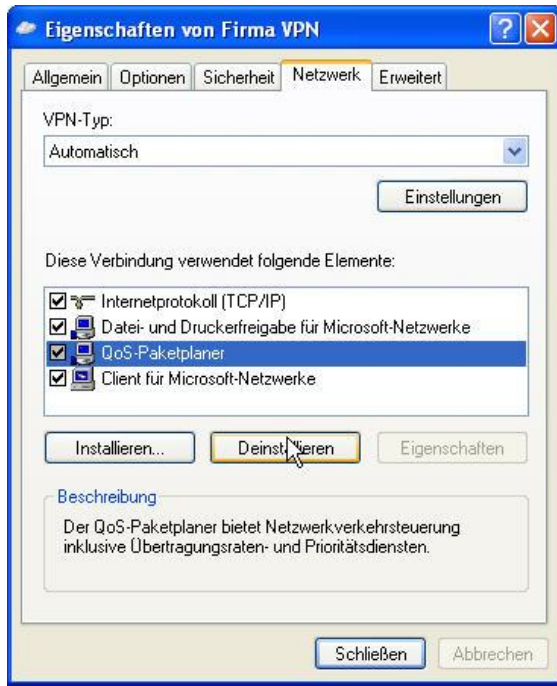 Eigenschaften von Firma VPN
Allgemein Optionen Sicherheit Netzwerk Erweitert
VPN-Typ:
Automatisch
Einstellungen
Diese Verbindung verwendet folgende Elemente:
Internetprotokoll (TCP/IP)
Datei- und Druckerfreigabe für Microsoft-Netzwerke
QoS-Paketplaner
Client für Microsoft-Netzwerke
Installieren... Deinstallieren Eigenschaften
Beschreibung
Der QoS-Paketplaner bietet Netzwerkverkehrsteuerung
inklusive Übertragungsraten- und Prioritätsdiensten.
Schließen Abbrechen